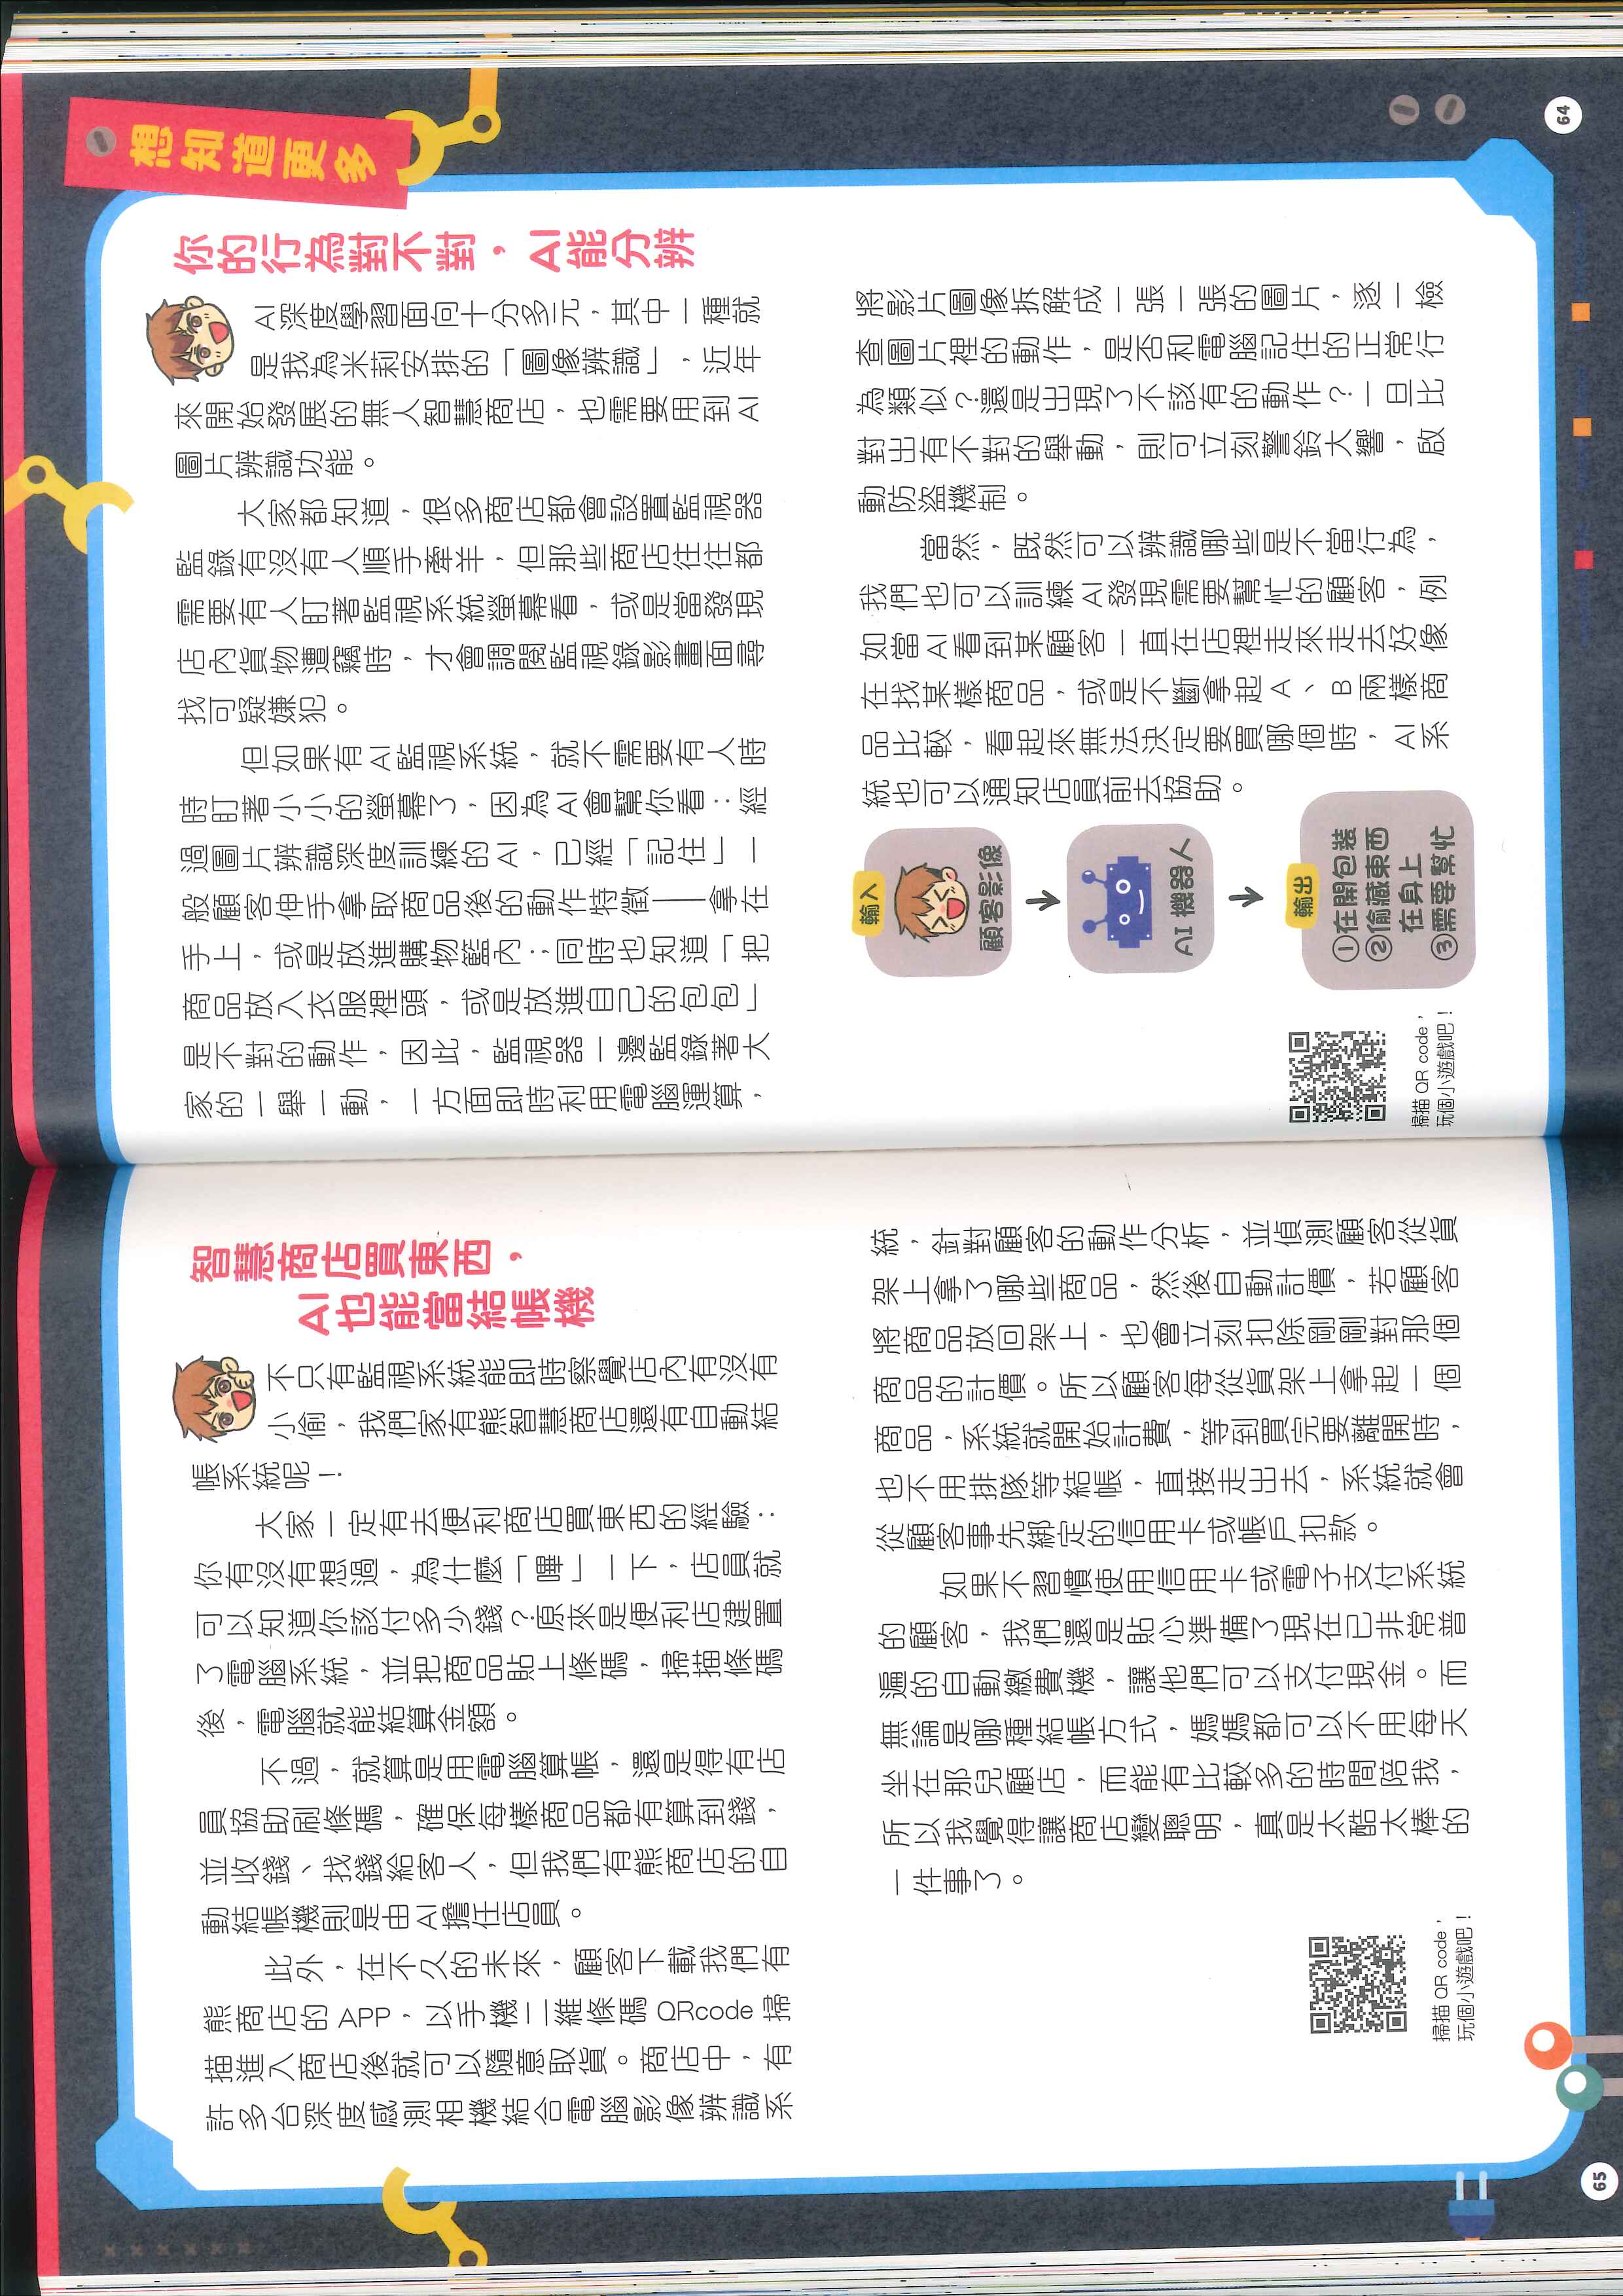 想知道更多
你的行為對不對，AI能分辨
AI深度學習面向十分多元，其中一種就
是我為米莉安排的「圖像辨識」，近年
來開始發展的無人智慧商店，也需要用到AI
圖片辨識功能。
大家都知道，很多商店都會設置監視器
監錄有沒有人順手牽羊，但那些商店往往都
需要有人盯著監視系統螢幕看，或是當發現
店內貨物遭竊時，才會調閱監視錄影畫面尋
找可疑嫌犯。
但如果有AI監視系統，就不需要有人時
時盯著小小的螢幕了，因為AI會幫你看：經
過圖片辨識深度訓練的AI，已經「記住」一
般顧客伸手拿取商品後的動作特徵——拿在
手上，或是放進購物籃內；同時也知道「把
商品放入衣服裡頭，或是放進自己的包包」
是不對的動作，因此，監視器一邊監錄著大
家的一舉一動，一方面即時利用電腦運算，
將影片圖像拆解成一張一張的圖片，逐一檢
查圖片裡的動作，是否和電腦記住的正常行
為類似？還是出現了不該有的動作？一旦比
對出有不對的舉動，則可立刻警鈴大響，啟
動防盜機制。
當然，既然可以辨識哪些是不當行為，
我們也可以訓練AI發現需要幫忙的顧客，例
如當AI看到某顧客一直在店裡走來走去好像
在找某樣商品，或是不斷拿起A、B兩樣商
品比較，看起來無法決定要買哪個時，AI系
統也可以通知店員前去協助。
輸入
顧客影像
AI 機器人
輸出
①在開包裝
②偷藏東西
在身上
③需要幫忙
掃描 QR code，
玩個小遊戲吧！
64
智慧商店買東西，
AI也能當結帳機
不只有監視系統能即時察覺店內有沒有
小偷，我們家有熊智慧商店還有自動結
帳系統呢！
大家一定有去便利商店買東西的經驗：
你有沒有想過，為什麼「嗶」一下，店員就
可以知道你該付多少錢？原來是便利店建置
了電腦系統，並把商品貼上條碼，掃描條碼
後，電腦就能結算金額。
不過，就算是用電腦算帳，還是得有店
員協助刷條碼，確保每樣商品都有算到錢，
並收錢、找錢給客人，但我們有熊商店的自
動結帳機則是由AI擔任店員。
此外，在不久的未來，顧客下載我們有
熊商店的 APP，以手機二維條碼 QRcode 掃
描進入商店後就可以隨意取貨。商店中，有
許多台深度感測相機結合電腦影像辨識系
統，針對顧客的動作分析，並偵測顧客從貨
架上拿了哪些商品，然後自動計價，若顧客
將商品放回架上，也會立刻扣除剛剛對那個
商品的計價。所以顧客每從貨架上拿起一個
商品，系統就開始計費，等到買完要離開時，
也不用排隊等結帳，直接走出去，系統就會
從顧客事先綁定的信用卡或帳戶扣款。
如果不習慣使用信用卡或電子支付系統
的顧客，我們還是貼心準備了現在已非常普
遍的自動繳費機，讓他們可以支付現金。而
無論是哪種結帳方式，媽媽都可以不用每天
坐在那兒顧店，而能有比較多的時間陪我，
所以我覺得讓商店變聰明，真是太酷太棒的
一件事了。
掃描 QR code，
玩個小遊戲吧！
65